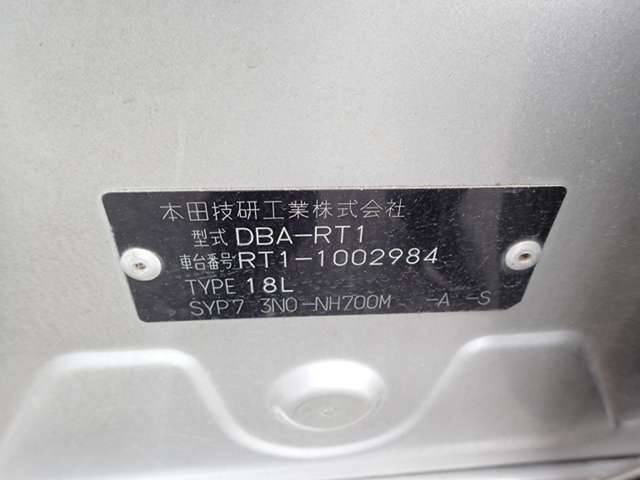 本田技研工業株式会社
型式 DBA-RT1
車台番号 RT1-1002984
TYPE 18L
SYP7 3N0-NH700M -A -S